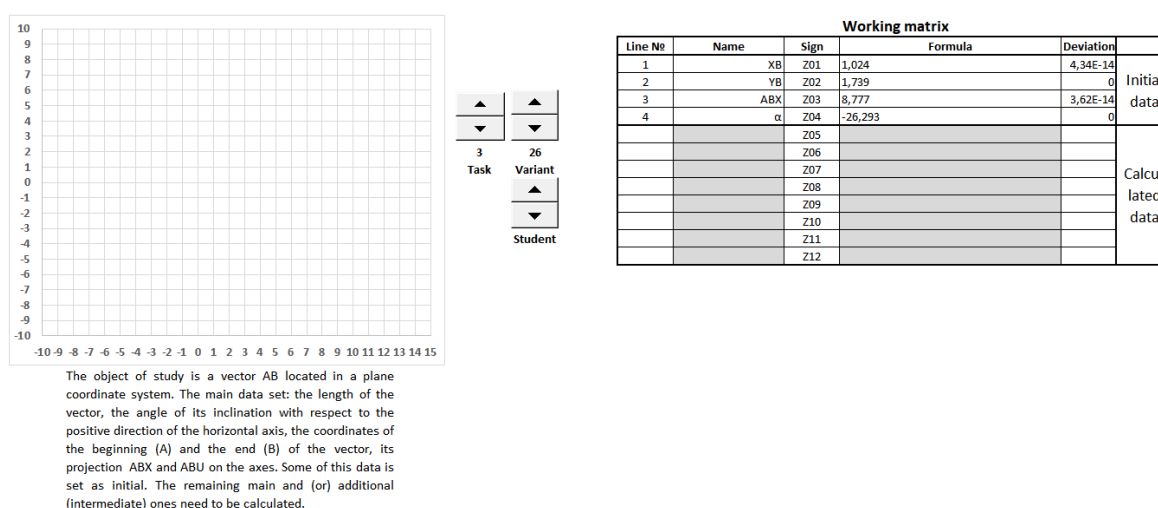 10
9
8
7
6
5
4
3
2
1
0
-1
-2
-3
-4
-5
-6
-7
-8
-9
-10
-10 -9 -8 -7 -6 -5 -4 -3 -2 -1 0 1 2 3 4 5 6 7 8 9 10 11 12 13 14 15
The object of study is a vector AB located in a plane
coordinate system. The main data set: the length of the
vector, the angle of its inclination with respect to the
positive direction of the horizontal axis, the coordinates of
the beginning (A) and the end (B) of the vector, its
projection ABX and ABU on the axes. Some of this data is
set as initial. The remaining main and (or) additional
(intermediate) ones need to be calculated.
3 26
Task Variant
Student
Working matrix
Line № Name Sign Formula Deviation
1 XB Z01 1,024 4,34E-14
2 YB Z02 1,739 0
3 ABX Z03 8,777 3,62E-14
4 α Z04 -26,293 0
Initia
data
Z05
Z06
Z07
Z08
Z09
Z10
Z11
Z12
Calcu
lated
data